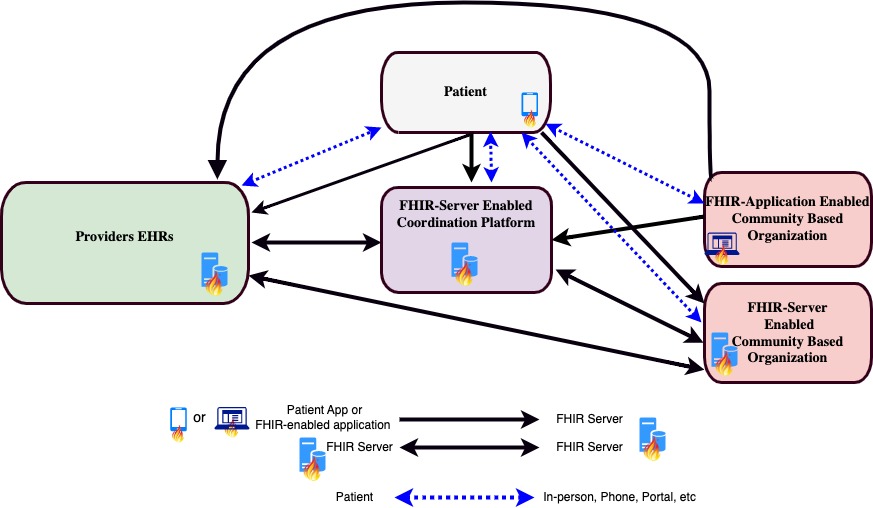 Patient
FHIR-Application Enabled
Community Based
Organization
FHIR-Server Enabled
Coordination Platform
Providers EHRs
FHIR-Server
Enabled
Community Based
Organization
or
Patient App or
FHIR-enabled application
FHIR Server
FHIR Server
FHIR Server
Patient
In-person, Phone, Portal, etc